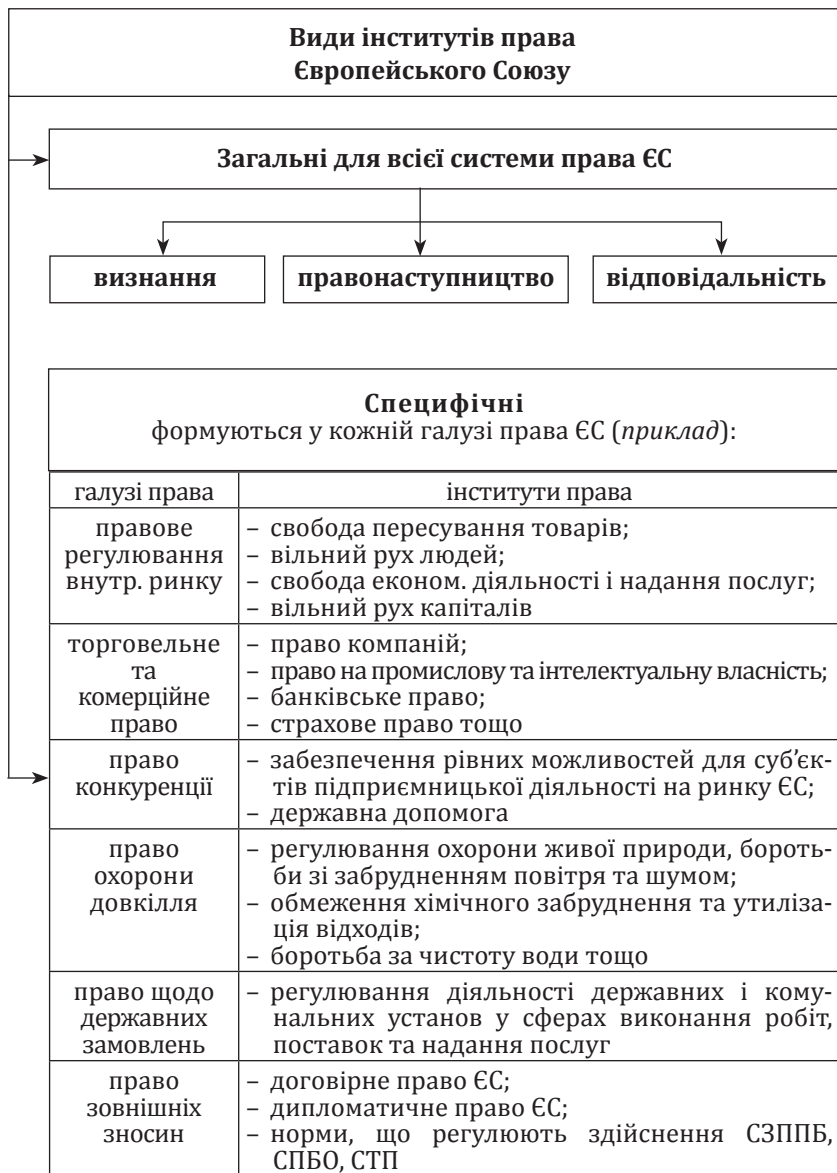 Види інститутів права
Європейського Союзу
Загальні для всієї системи права ЄС
визнання
правонаступництво
відповідальність
Специфічні
формуються у кожній галузі права ЄС (приклад):
галузі права
інститути права
правове
регулювання
внутр. ринку
– свобода пересування товарів;
– вільний рух людей;
– свобода економ. діяльності і надання послуг;
– вільний рух капіталів
торговельне
та
комерційне
право
– право компаній;
– право на промислову та інтелектуальну власність;
– банківське право;
– страхове право тощо
право
конкуренції
– забезпечення рівних можливостей для суб’єк-
тів підприємницької діяльності на ринку ЄС;
– державна допомога
право
охорони
довкілля
– регулювання охорони живої природи, бороть-
би зі забрудненням повітря та шумом;
– обмеження хімічного забруднення та утиліза-
ція відходів;
– боротьба за чистоту води тощо
право щодо
державних
замовлень
– регулювання діяльності державних і кому-
нальних установ у сферах виконання робіт,
поставок та надання послуг
право
зовнішніх
зносин
– договірне право ЄС;
– дипломатичне право ЄС;
– норми, що регулюють здійснення СЗППБ,
СПБО, СТП